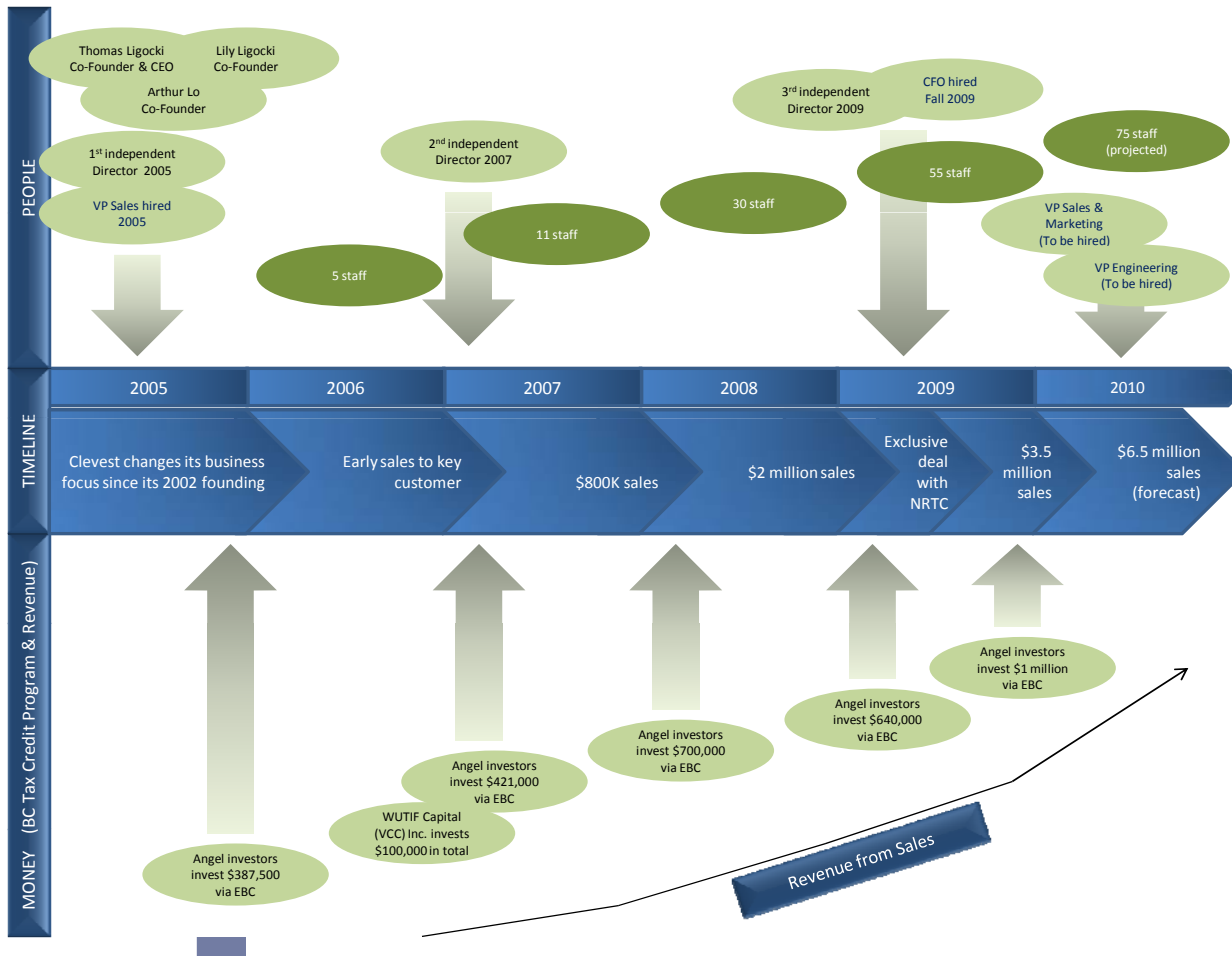 PEOPLE
Thomas Ligocki
Co-Founder & CEO
Lily Ligocki
Co-Founder
Arthur Lo
Co-Founder
1st independent
Director 2005
VP Sales hired
2005
2nd independent
Director 2007
5 staff
11 staff
30 staff
3rd independent
Director 2009
CFO hired
Fall 2009
55 staff
75 staff
(projected)
VP Sales &
Marketing
(To be hired)
VP Engineering
(To be hired)
TIMELINE
2005
2006
2007
2008
2009
2010
Clevest changes its business
focus since its 2002 founding
Early sales to key
customer
$800K sales
$2 million sales
Exclusive
deal
with
NRTC
$3.5
million
sales
$6.5 million
sales
(forecast)
MONEY (BC Tax Credit Program & Revenue)
Angel investors
invest $387,500
via EBC
WUTIF Capital
(VCC) Inc. invests
$100,000 in total
Angel investors
invest $421,000
via EBC
Angel investors
invest $700,000
via EBC
Angel investors
invest $640,000
via EBC
Angel investors
invest $1 million
via EBC
Revenue from Sales